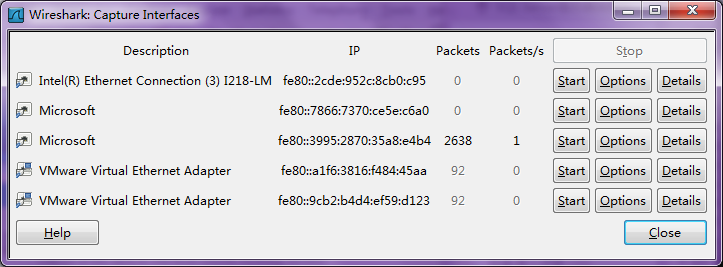 Wireshark: Capture Interfaces
Description IP Packets Packets/s Stop
Intel(R) Ethernet Connection (3) I218-LM fe80::2cde:952c:8cb0:c95 0 0 Start Options Details
Microsoft fe80::7866:7370:ce5e:c6a0 0 0 Start Options Details
Microsoft fe80::3995:2870:35a8:e4b4 2638 1 Start Options Details
VMware Virtual Ethernet Adapter fe80::a1f6:3816:f484:45aa 92 0 Start Options Details
VMware Virtual Ethernet Adapter fe80::9cb2:b4d4:ef59:d123 92 0 Start Options Details
Help Close